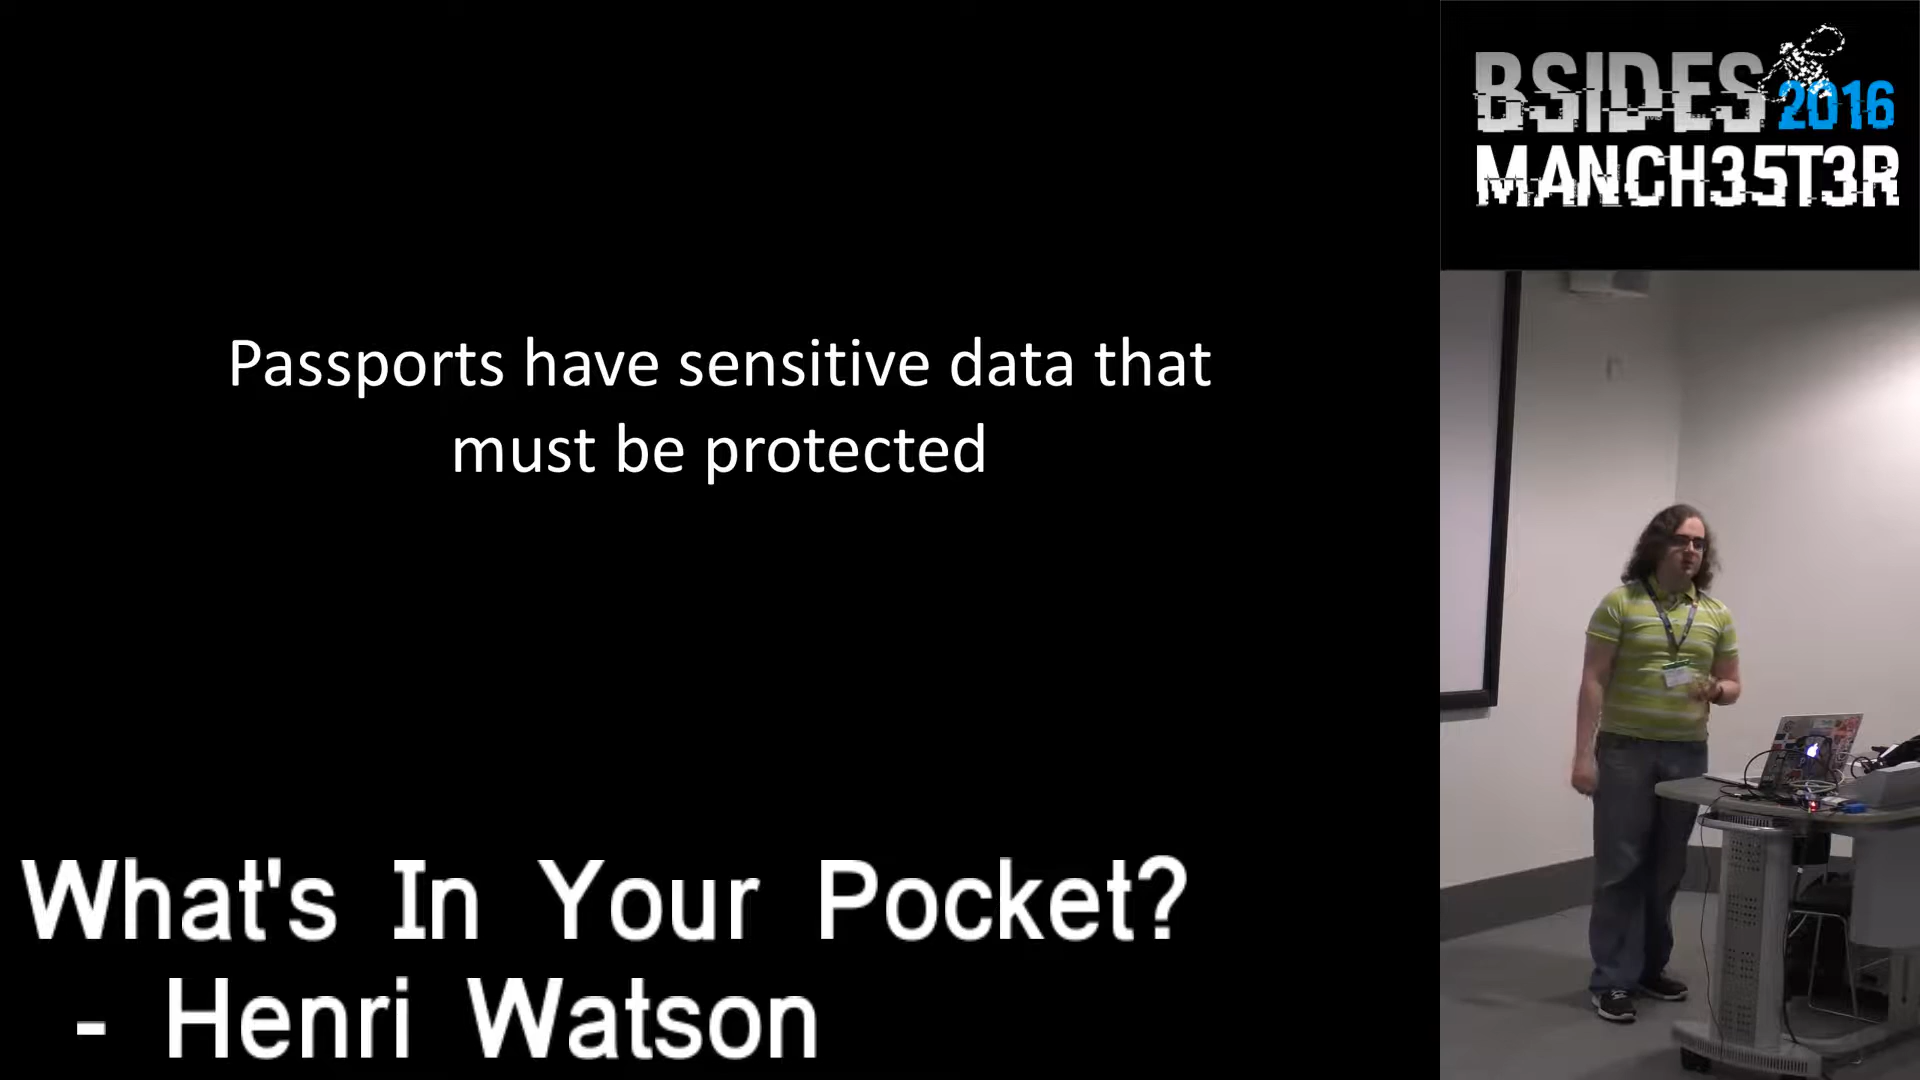 Passports have sensitive data that
must be protected
What's In Your Pocket?
- Henri Watson
BSIDES 2016
MANCH35T3R